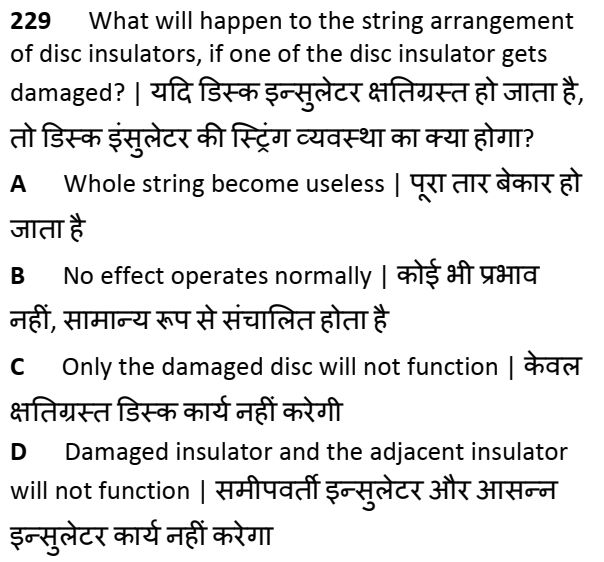 229 What will happen to the string arrangement
of disc insulators, if one of the disc insulator gets
damaged? | यदि डिस्क इन्सुलेटर क्षतिग्रस्त हो जाता है,
तो डिस्क इंसुलेटर की स्ट्रिंग व्यवस्था का क्या होगा?
A Whole string become useless | पूरा तार बेकार हो
जाता है
B No effect operates normally | कोई भी प्रभाव
नहीं, सामान्य रूप से संचालित होता है
C Only the damaged disc will not function | केवल
क्षतिग्रस्त डिस्क कार्य नहीं करेगी
D Damaged insulator and the adjacent insulator
will not function | समीपवर्ती इन्सुलेटर और आसन्न
इन्सुलेटर कार्य नहीं करेगा